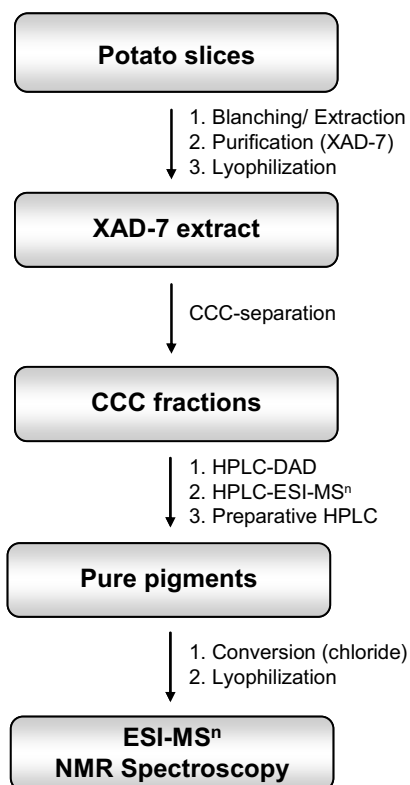 Potato slices
1. Blanching/ Extraction
2. Purification (XAD-7)
3. Lyophilization
XAD-7 extract
CCC-separation
CCC fractions
1. HPLC-DAD
2. HPLC-ESI-MSⁿ
3. Preparative HPLC
Pure pigments
1. Conversion (chloride)
2. Lyophilization
ESI-MSⁿ
NMR Spectroscopy